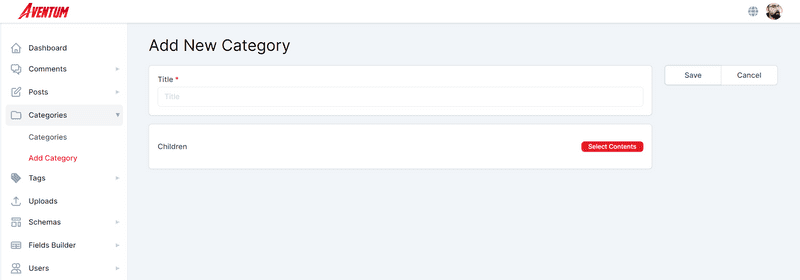 AVENTUM
Dashboard
Comments
Posts
Categories
Categories
Add Category
Tags
Uploads
Schemas
Fields Builder
Users
Add New Category
Title *
Title
Children
Select Contents
Save
Cancel